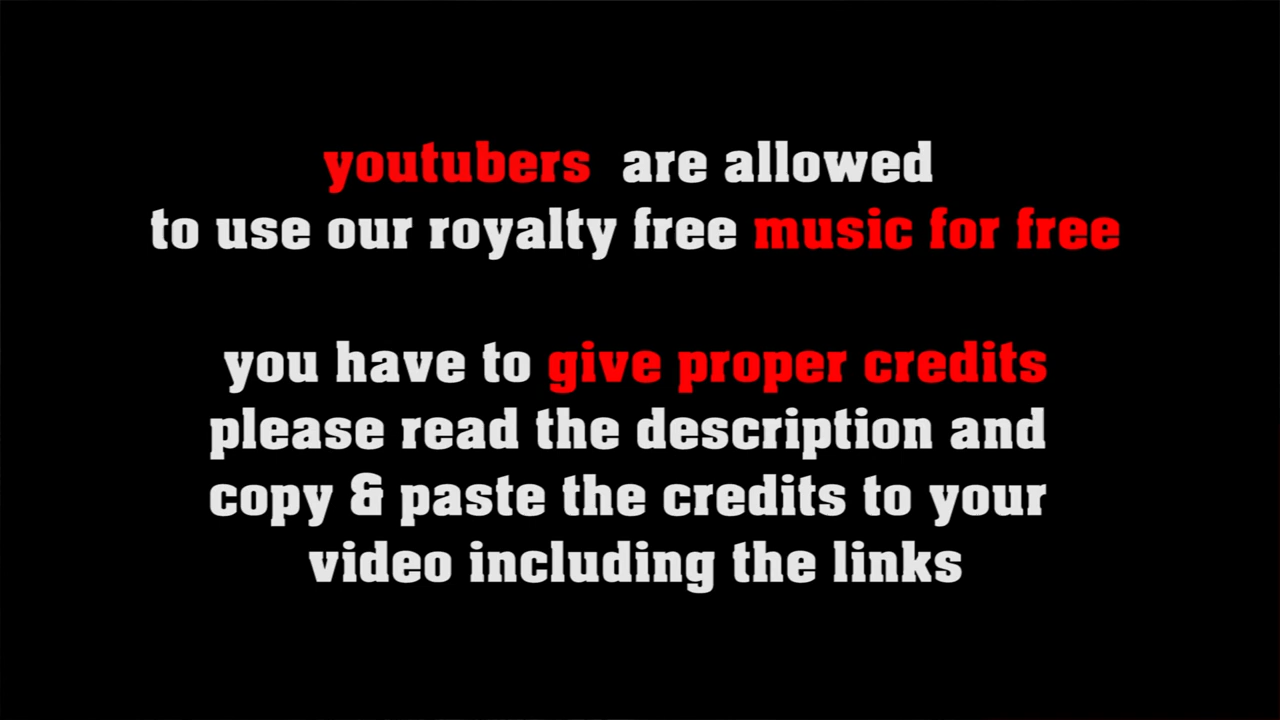 youtubers are allowed
to use our royalty free music for free
you have to give proper credits
please read the description and
copy & paste the credits to your
video including the links